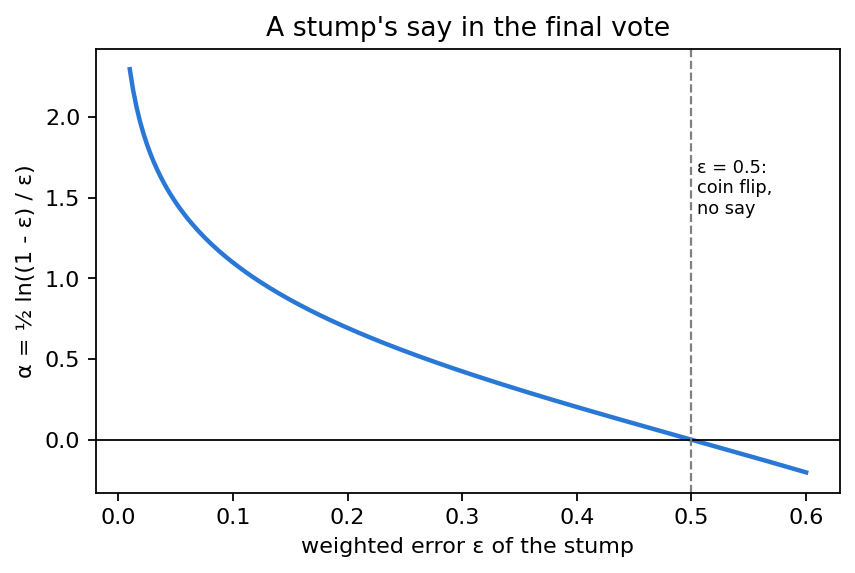 A stump's say in the final vote
α = ½ ln((1 - ε) / ε)
2.0
1.5
1.0
0.5
0.0
ε = 0.5:
coin flip,
no say
0.0 0.1 0.2 0.3 0.4 0.5 0.6
weighted error ε of the stump